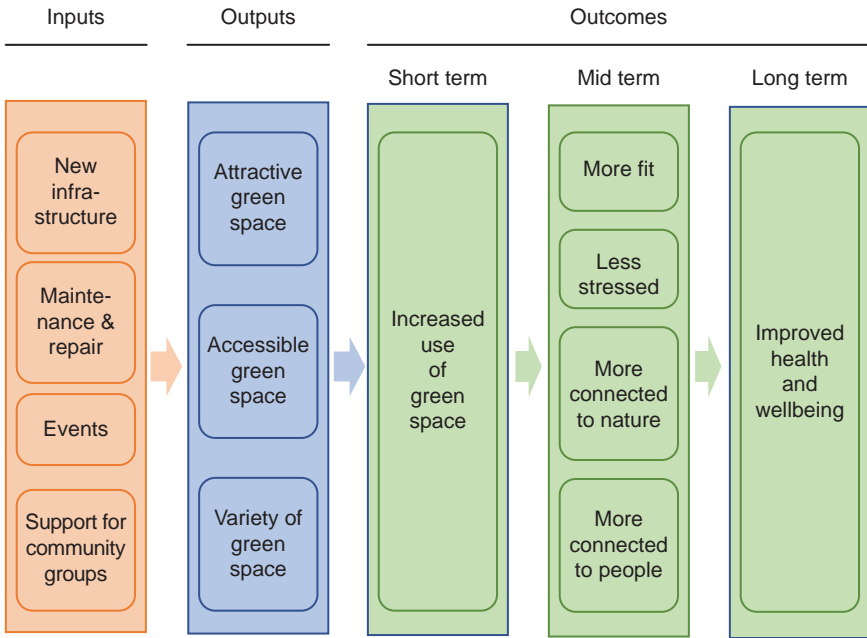 Inputs
Outputs
Outcomes
Short term
Mid term
Long term
New
infra-
structure
Mainte-
nance &
repair
Events
Support for
community
groups
Attractive
green
space
Accessible
green
space
Variety of
green
space
Increased
use
of
green
space
More fit
Less
stressed
More
connected
to nature
More
connected
to people
Improved
health
and
wellbeing